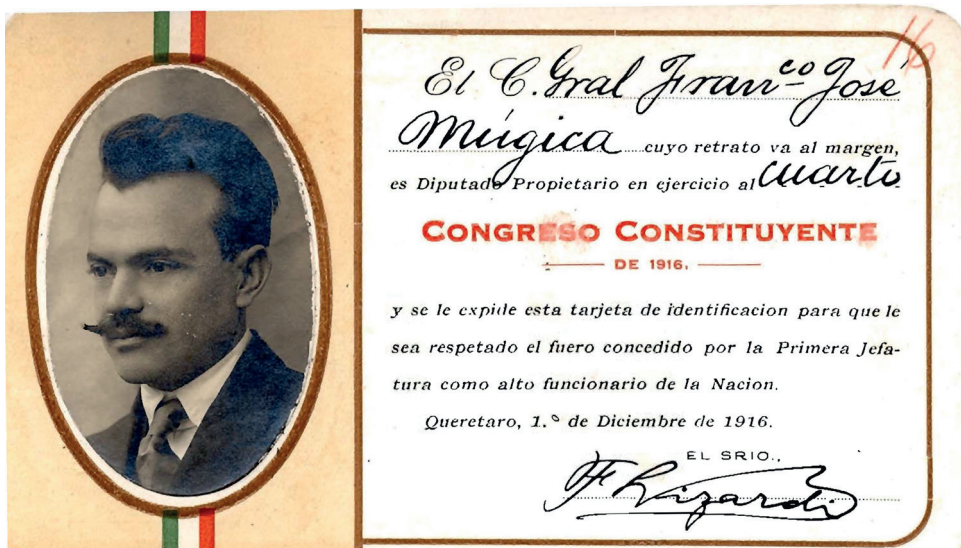 16
El C. Gral Fran^co José
Múgica cuyo retrato va al margen,
es Diputado Propietario en ejercicio al Cuarto
CONGRESO CONSTITUYENTE
DE 1916.
y se le expide esta tarjeta de identificacion para que le
sea respetado el fuero concedido por la Primera Jefa-
tura como alto funcionario de la Nacion.
Queretaro, 1.º de Diciembre de 1916.
EL SRIO.,
F Lizardi